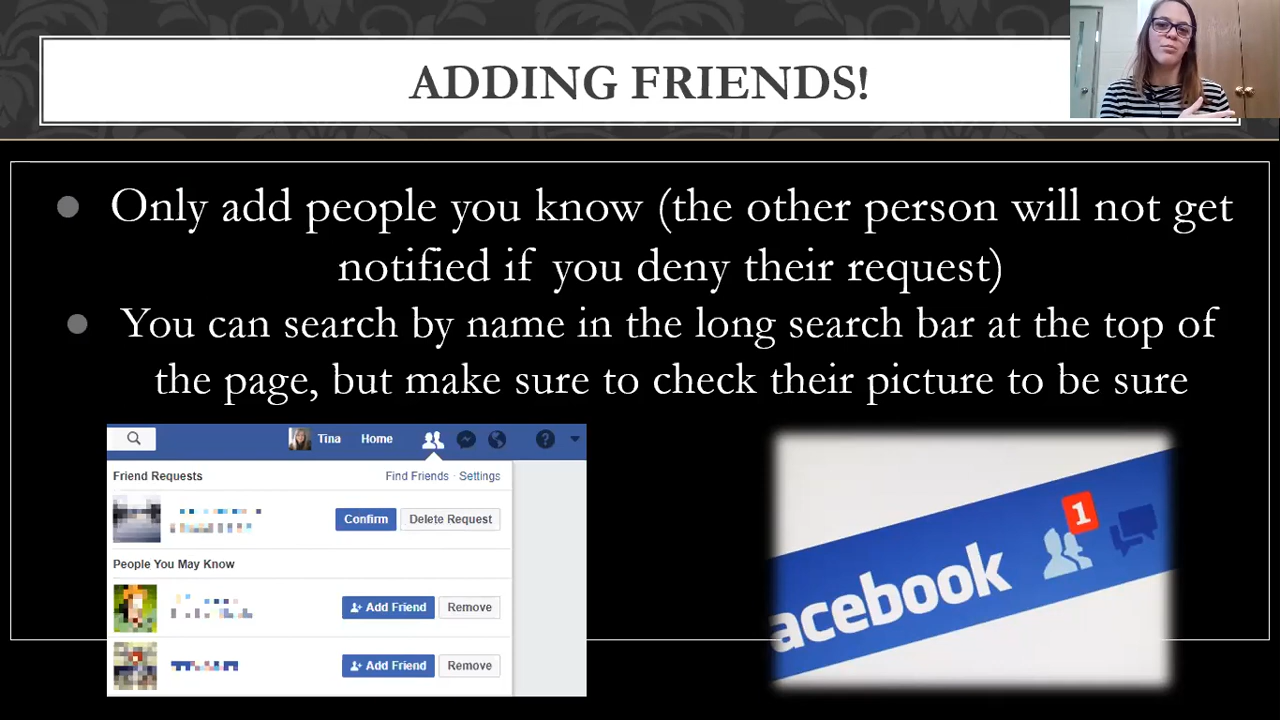 ADDING FRIENDS!
Only add people you know (the other person will not get
notified if you deny their request)
You can search by name in the long search bar at the top of
the page, but make sure to check their picture to be sure
Tina Home
Friend Requests Find Friends · Settings
Confirm Delete Request
People You May Know
Add Friend Remove
Add Friend Remove
acebook 1